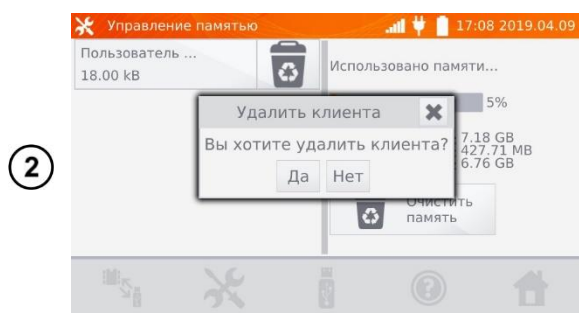 Управление памятью
17:08 2019.04.09
Пользователь ...
18.00 kB
Использовано памяти...
5%
7.18 GB
427.71 MB
6.76 GB
Удалить клиента
Вы хотите удалить клиента?
Да Нет
Очистить
память
2